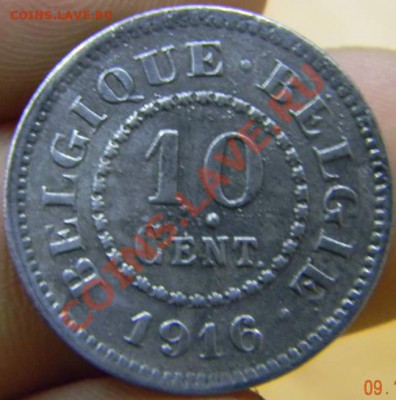 COINS.LAVE.RU
BELGIQUE · BELGIE ·
10
CENT.
1916
COINS.LAVE.RU
09.